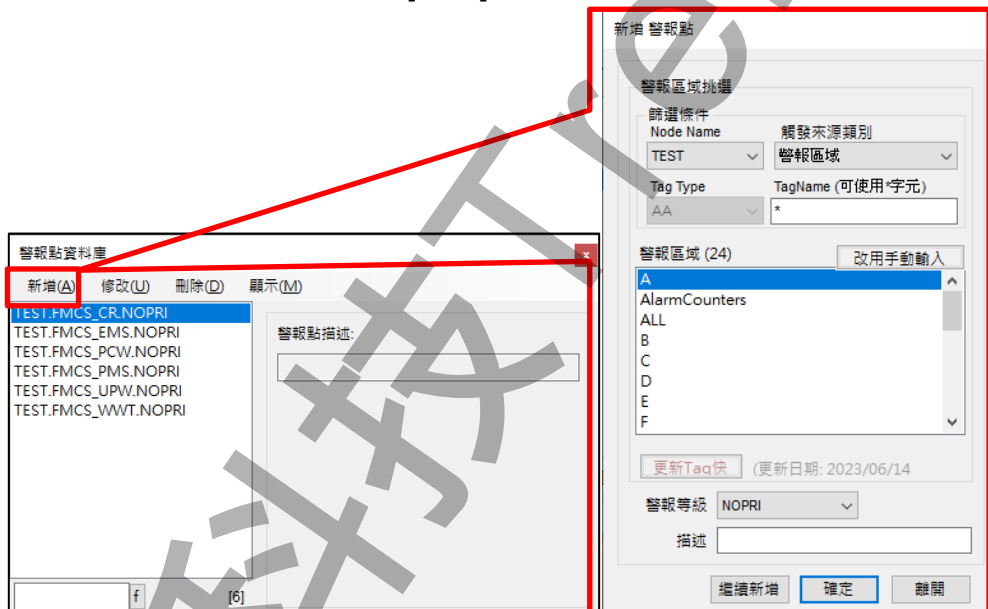 警報點資料庫
新增(A) 修改(U) 刪除(D) 顯示(M)
TEST.FMCS_CR.NOPRI
TEST.FMCS_EMS.NOPRI
TEST.FMCS_PCW.NOPRI
TEST.FMCS_PMS.NOPRI
TEST.FMCS_UPW.NOPRI
TEST.FMCS_WWT.NOPRI
警報點描述:
f [6]
新增 警報點
警報區域挑選
篩選條件
Node Name 觸發來源類別
TEST 警報區域
Tag Type TagName (可使用*字元)
AA *
警報區域 (24) 改用手動輸入
A
AlarmCounters
ALL
B
C
D
E
F
更新Tag快 (更新日期: 2023/06/14
警報等級 NOPRI
描述
繼續新增 確定 離開
科技Tre